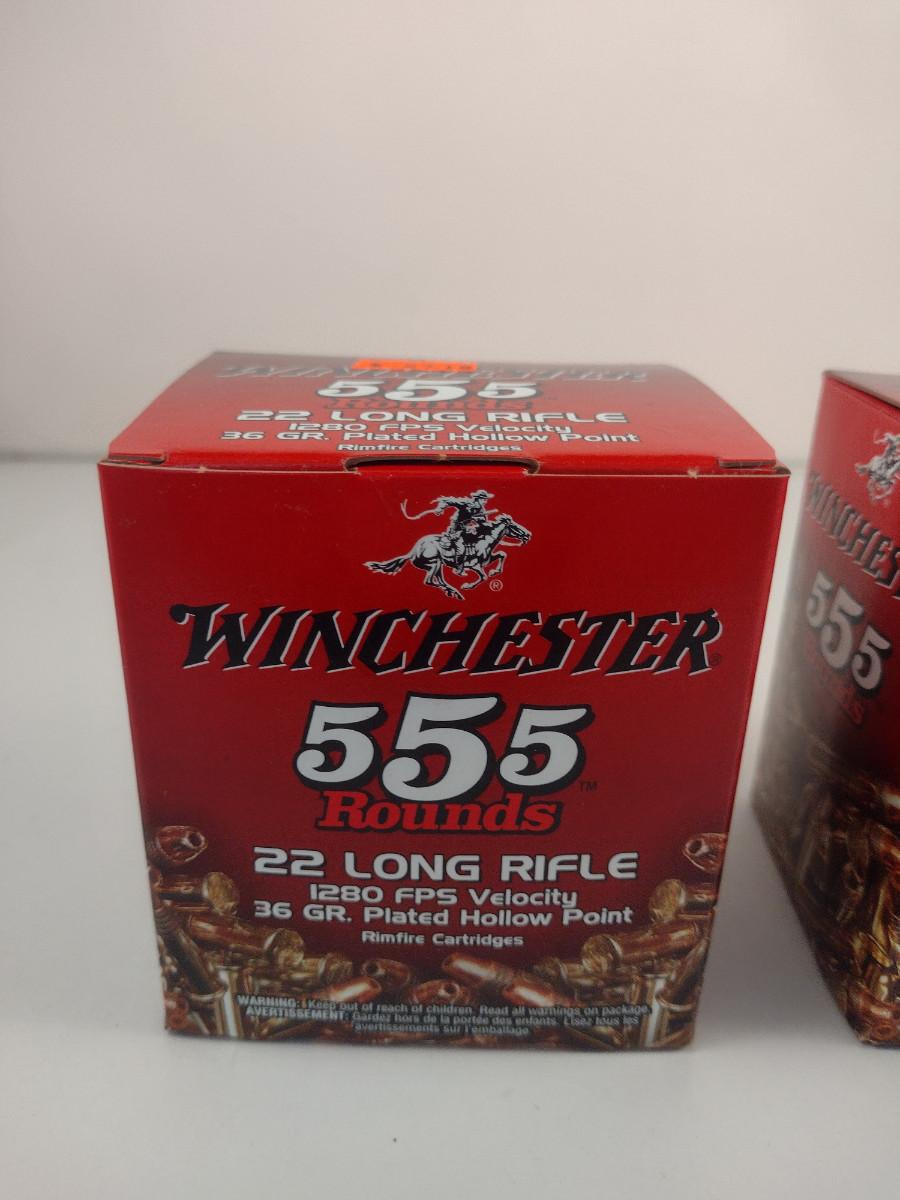 WINCHESTER
555
Rounds
22 LONG RIFLE
1280 FPS Velocity
36 GR. Plated Hollow Point
Rimfire Cartridges
®
WINCHESTER®
555™
Rounds
22 LONG RIFLE
1280 FPS Velocity
36 GR. Plated Hollow Point
Rimfire Cartridges
WARNING: Keep out of reach of children. Read all warnings on package.
AVERTISSEMENT: Gardez hors de la portée des enfants. Lisez tous les
avertissements sur l'emballage.
WINCHEST
555